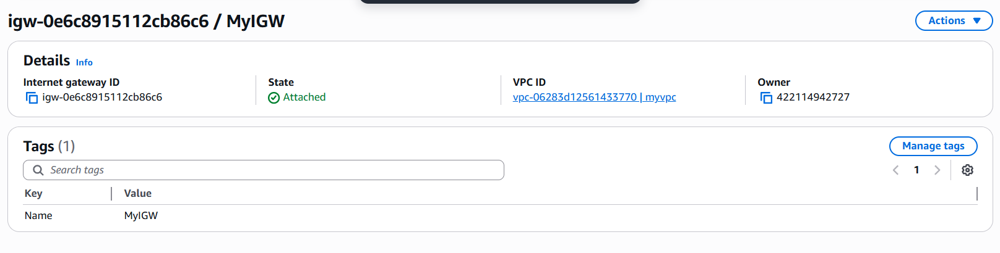 igw-0e6c8915112cb86c6 / MyIGW
Actions
Details Info
Internet gateway ID
igw-0e6c8915112cb86c6
State
Attached
VPC ID
vpc-06283d12561433770 | myvpc
Owner
422114942727
Tags (1)
Manage tags
Search tags
1
Key Value
Name MyIGW